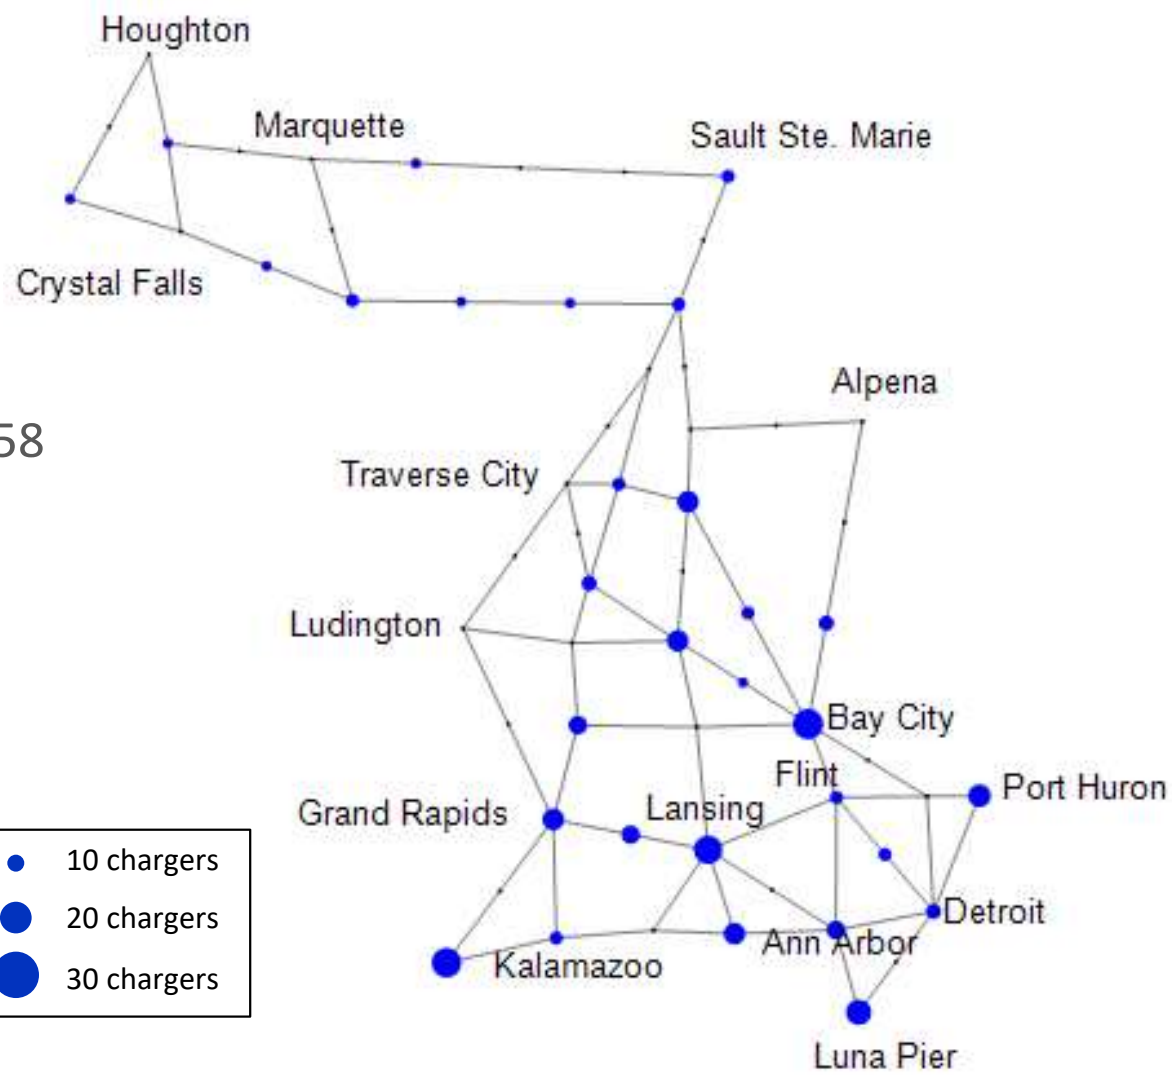 Houghton
Marquette
Sault Ste. Marie
Crystal Falls
Alpena
58
Traverse City
Ludington
Bay City
Flint
Port Huron
Grand Rapids
Lansing
10 chargers
20 chargers
30 chargers
Detroit
Ann Arbor
Kalamazoo
Luna Pier